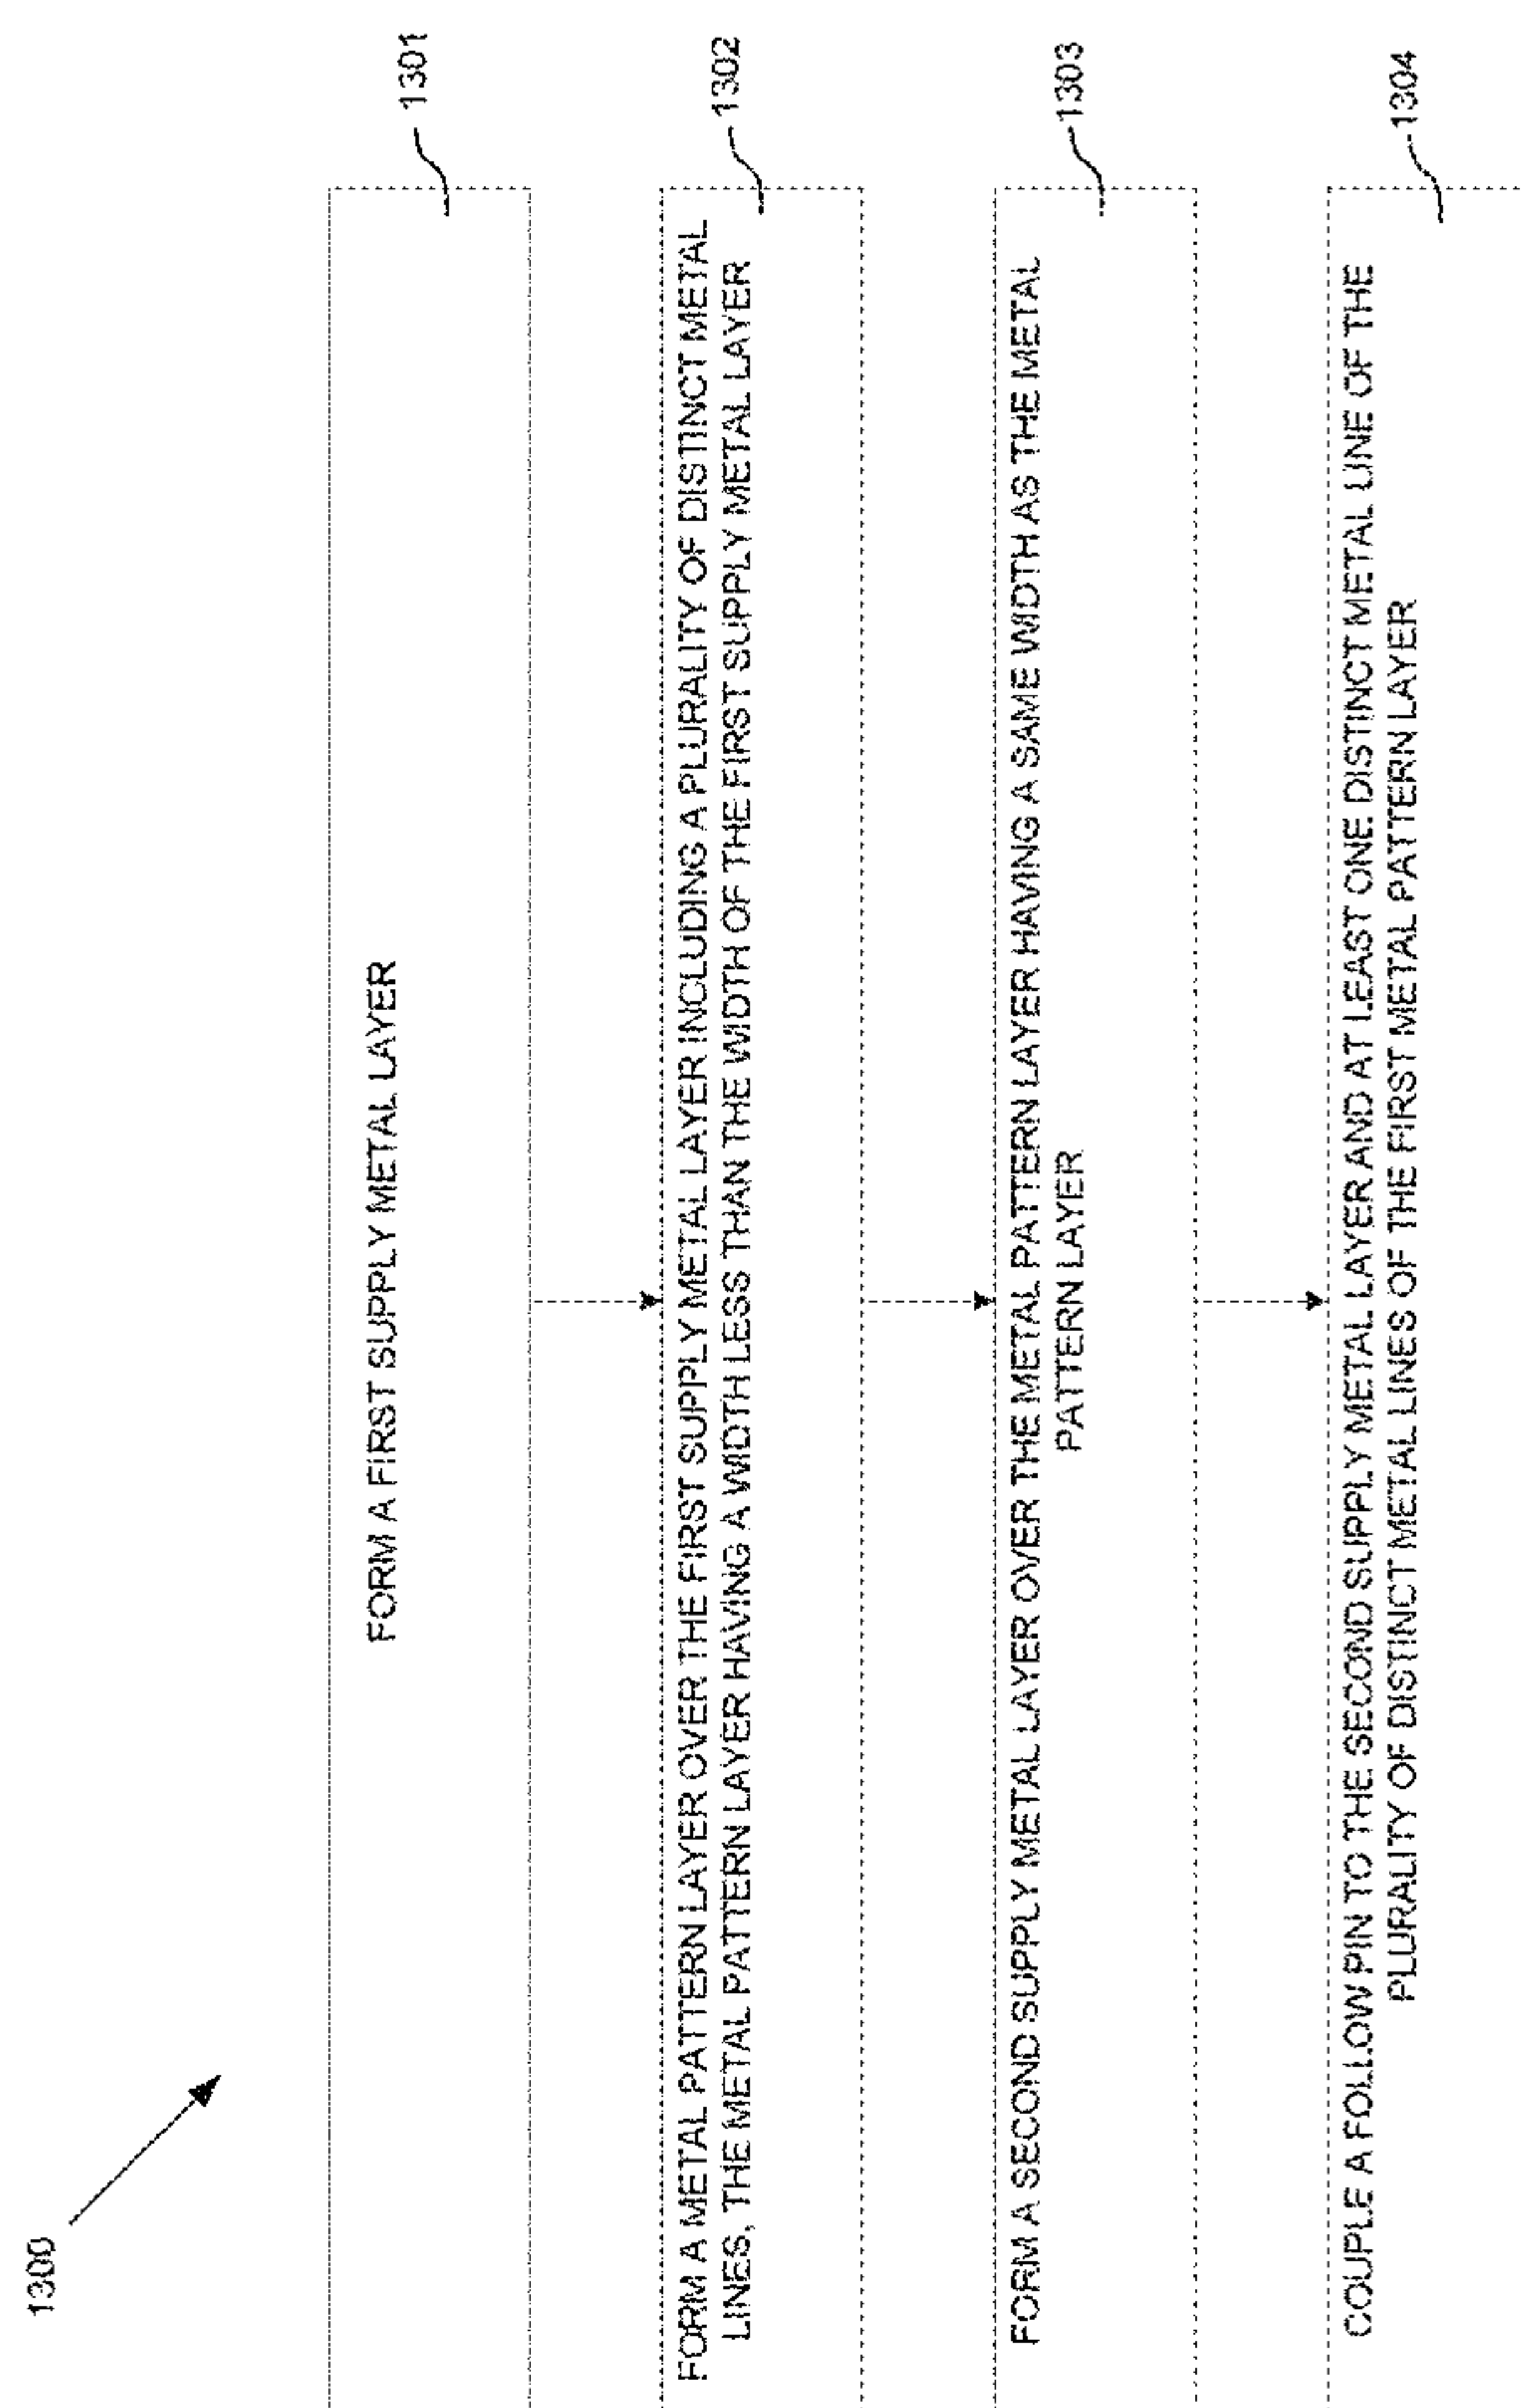 1300
FORM A FIRST SUPPLY METAL LAYER
1301
FORM A METAL PATTERN LAYER OVER THE FIRST SUPPLY METAL LAYER INCLUDING A PLURALITY OF DISTINCT METAL
LINES, THE METAL PATTERN LAYER HAVING A WIDTH LESS THAN THE WIDTH OF THE FIRST SUPPLY METAL LAYER
1302
FORM A SECOND SUPPLY METAL LAYER OVER THE METAL PATTERN LAYER HAVING A SAME WIDTH AS THE METAL
PATTERN LAYER
1303
COUPLE A FOLLOW PIN TO THE SECOND SUPPLY METAL LAYER AND AT LEAST ONE DISTINCT METAL LINE OF THE
PLURALITY OF DISTINCT METAL LINES OF THE FIRST METAL PATTERN LAYER
1304